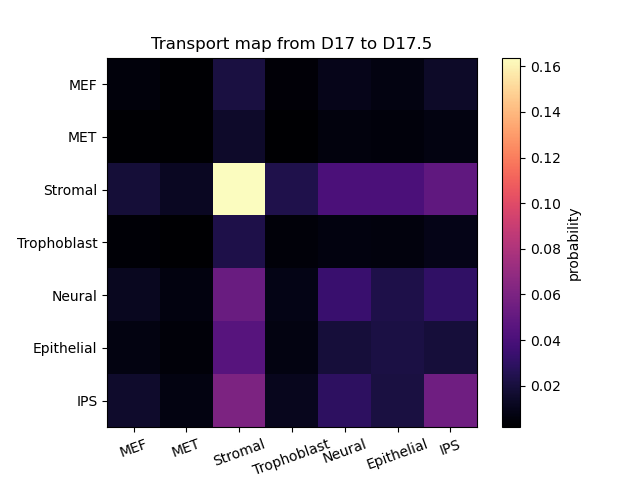 Transport map from D17 to D17.5
MEF
MET
Stromal
Trophoblast
Neural
Epithelial
IPS
MEF
MET
Stromal
Trophoblast
Neural
Epithelial
IPS
0.16
0.14
0.12
0.10
0.08
0.06
0.04
0.02
probability